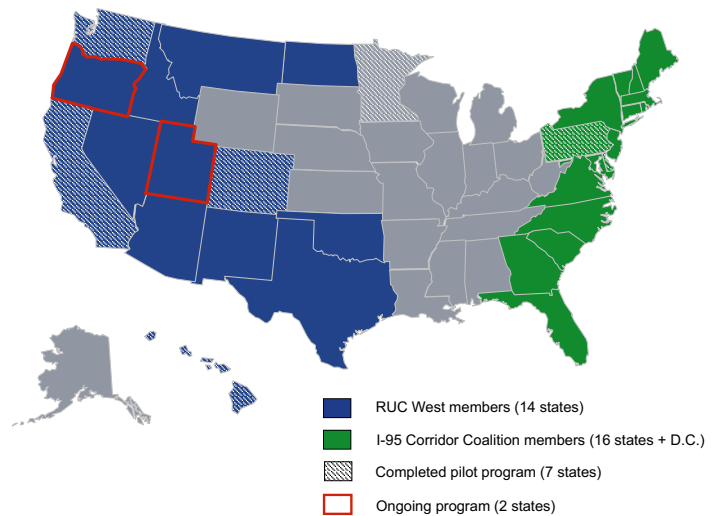 RUC West members (14 states)
I-95 Corridor Coalition members (16 states + D.C.)
Completed pilot program (7 states)
Ongoing program (2 states)